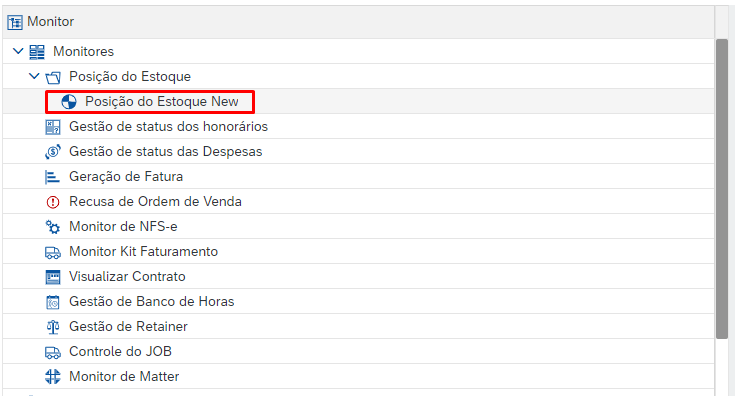 Monitor
Monitores
Posição do Estoque
Posição do Estoque New
Gestão de status dos honorários
Gestão de status das Despesas
Geração de Fatura
Recusa de Ordem de Venda
Monitor de NFS-e
Monitor Kit Faturamento
Visualizar Contrato
Gestão de Banco de Horas
Gestão de Retainer
Controle do JOB
Monitor de Matter